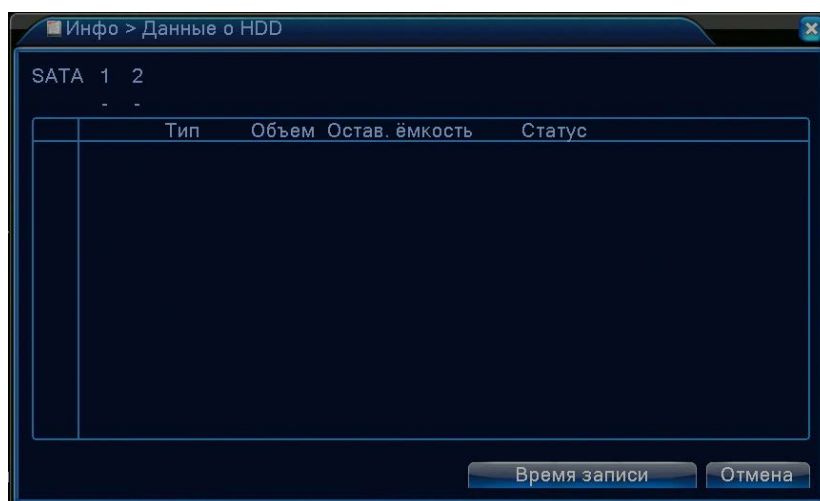 Инфо > Данные о HDD
SATA 1 2
- -
Тип Объем Остав. ёмкость Статус
Время записи Отмена